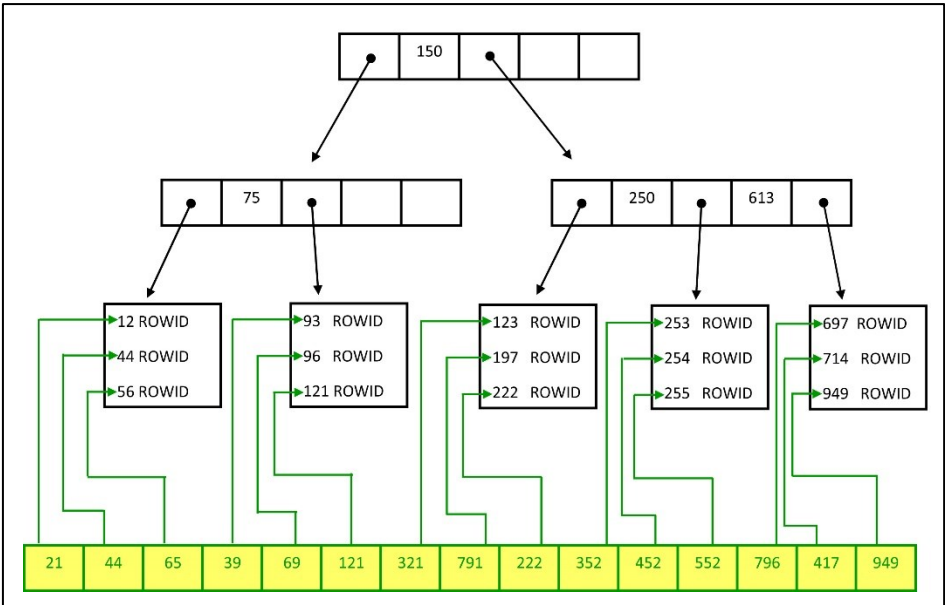 150
75
250 613
12 ROWID
44 ROWID
56 ROWID
93 ROWID
96 ROWID
121 ROWID
123 ROWID
197 ROWID
222 ROWID
253 ROWID
254 ROWID
255 ROWID
697 ROWID
714 ROWID
949 ROWID
21 44 65 39 69 121 321 791 222 352 452 552 796 417 949